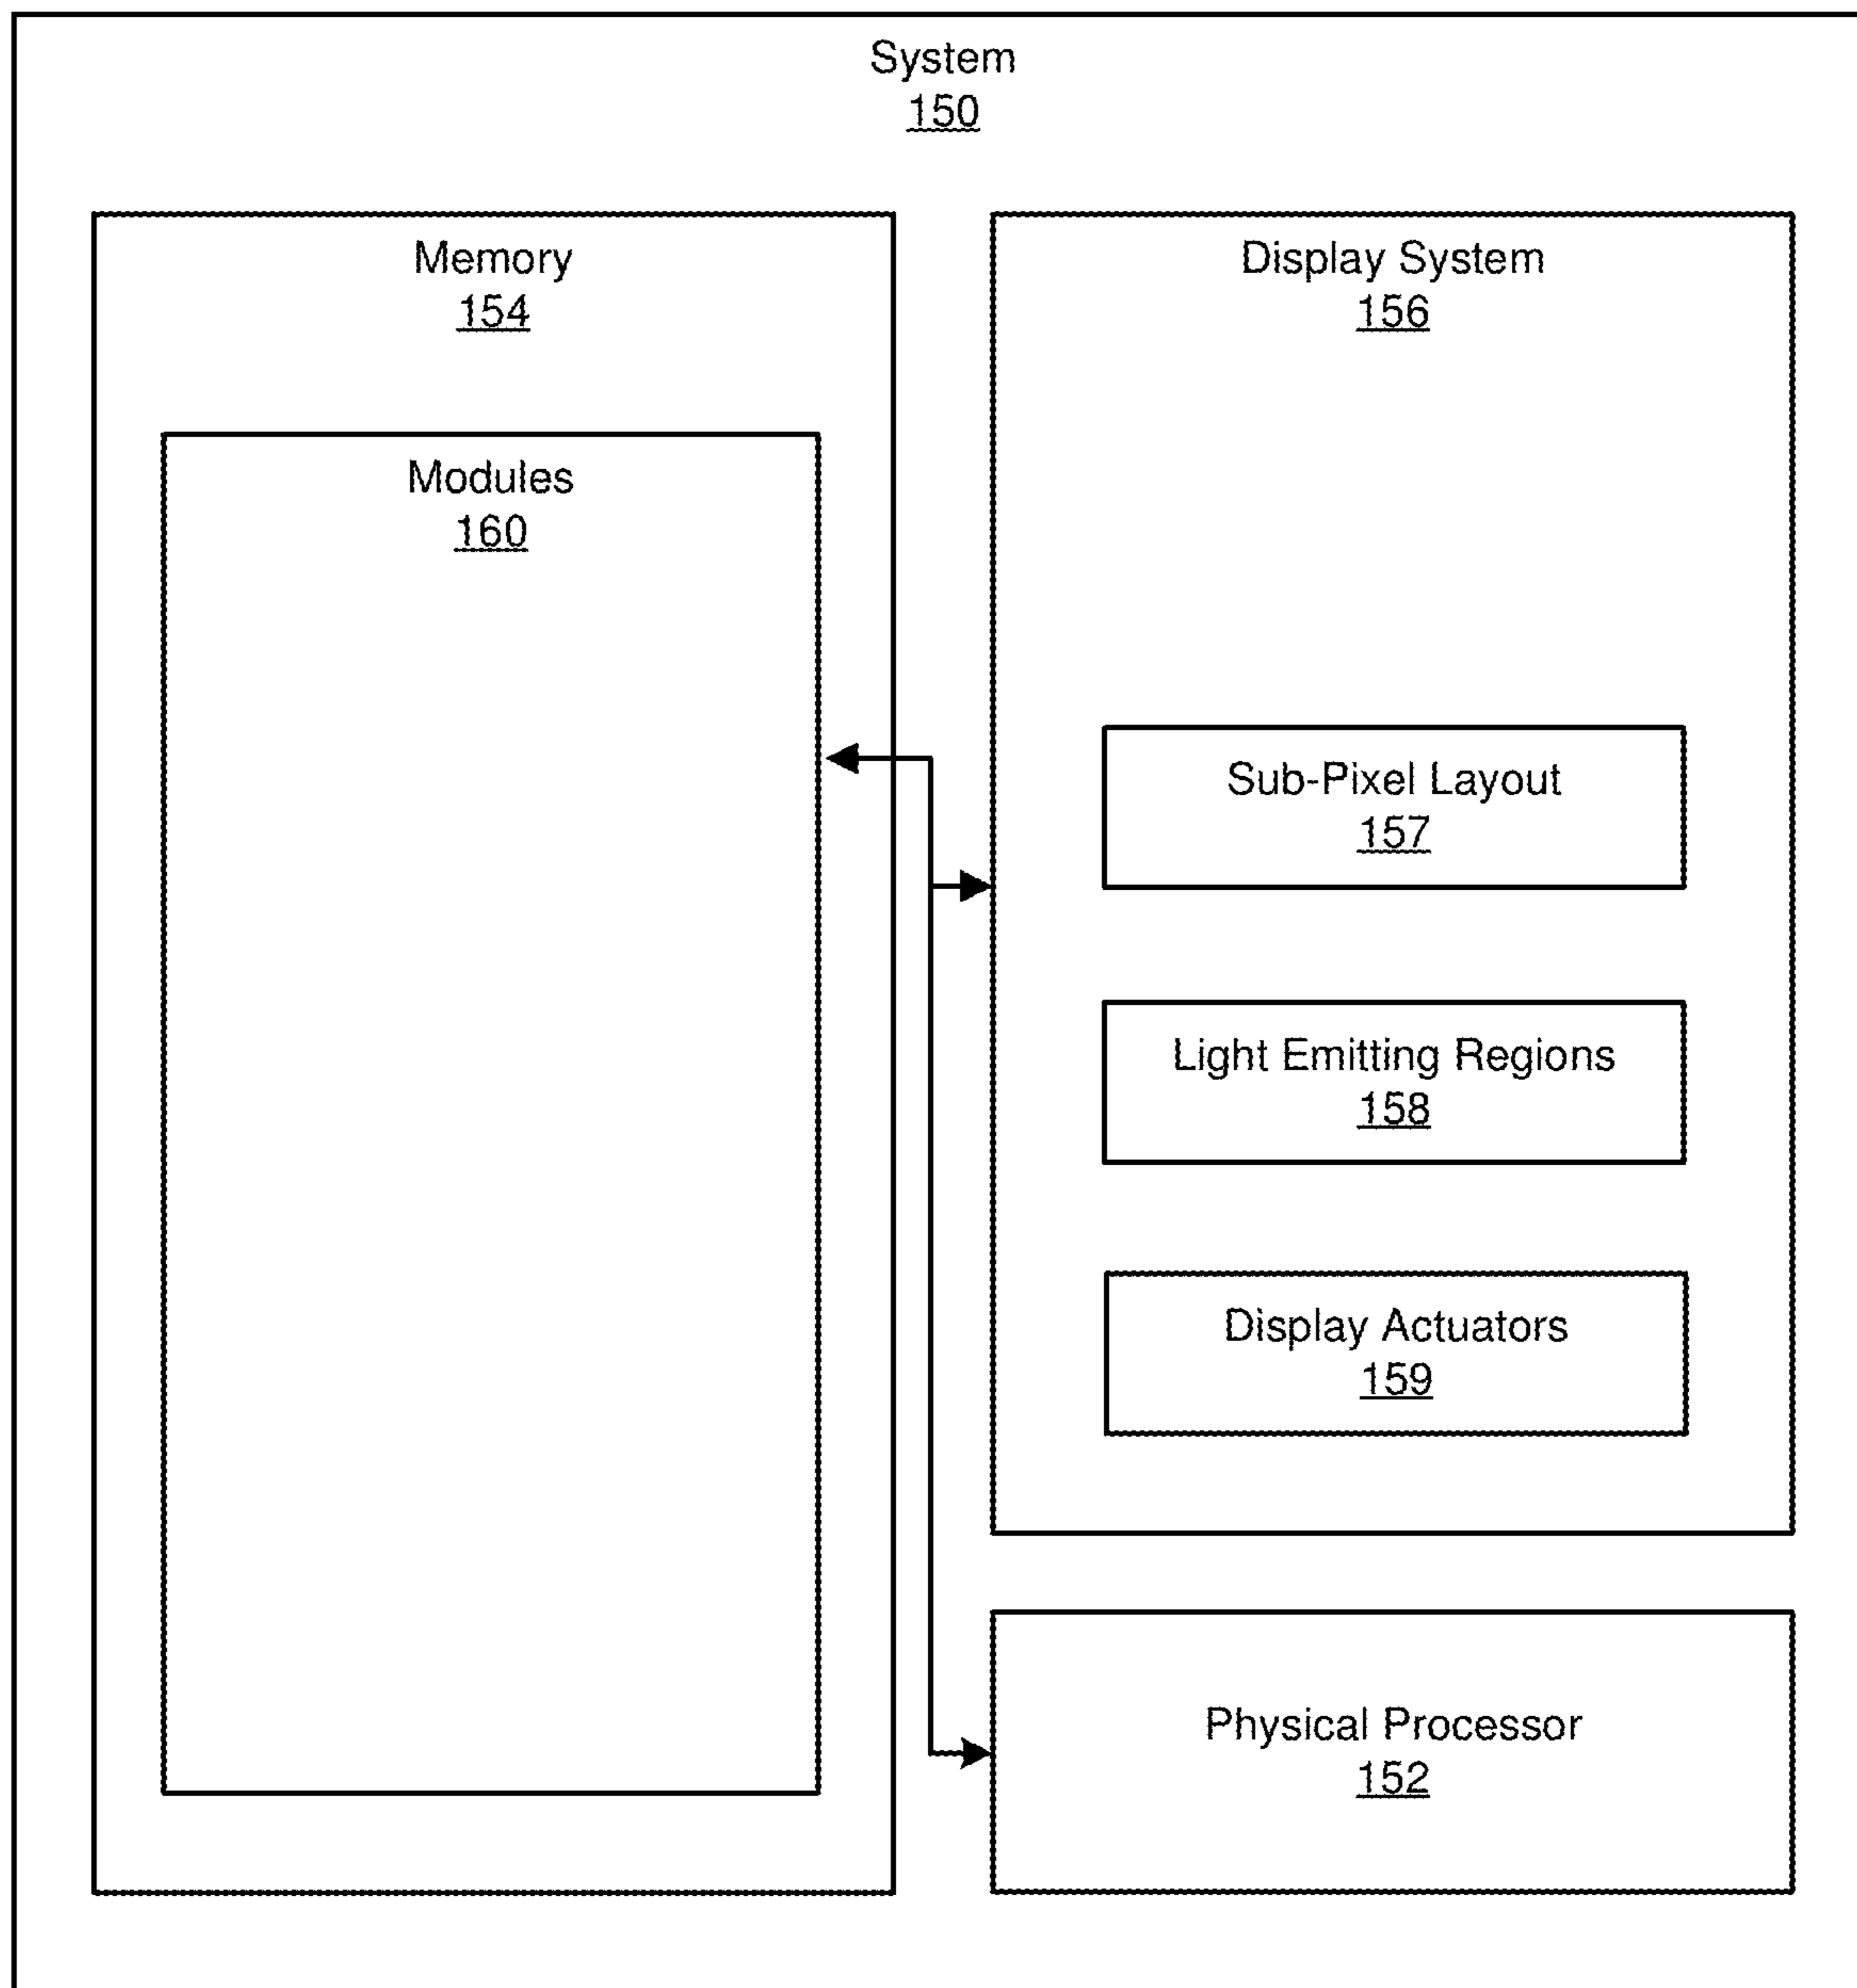 System
150
Memory
154
Modules
160
Display System
156
Sub-Pixel Layout
157
Light Emitting Regions
158
Display Actuators
159
Physical Processor
152